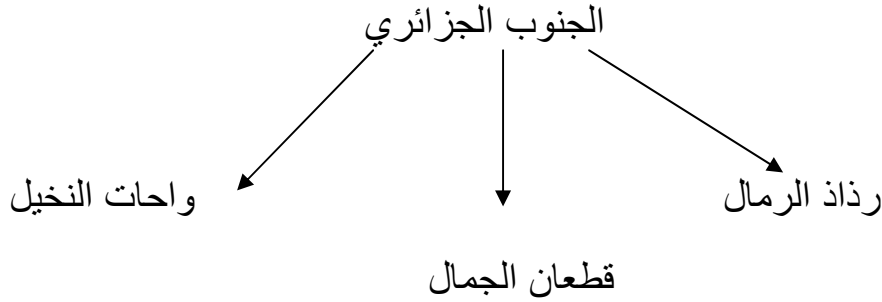 الجنوب الجزائري
رذاذ الرمال
واحات النخيل
قطعان الجمال